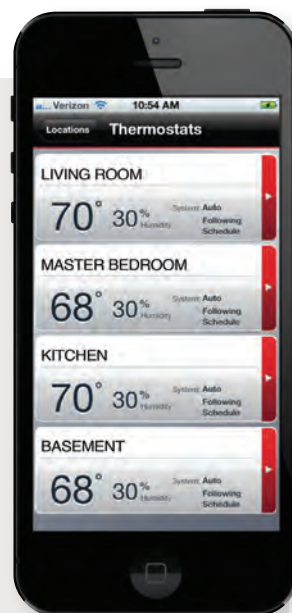 Verizon 10:54 AM
Locations Thermostats
LIVING ROOM
70° 30% Humidity System: Auto
Following
Schedule
MASTER BEDROOM
68° 30% Humidity System: Auto
Following
Schedule
KITCHEN
70° 30% Humidity System: Auto
Following
Schedule
BASEMENT
68° 30% Humidity System: Auto
Following
Schedule